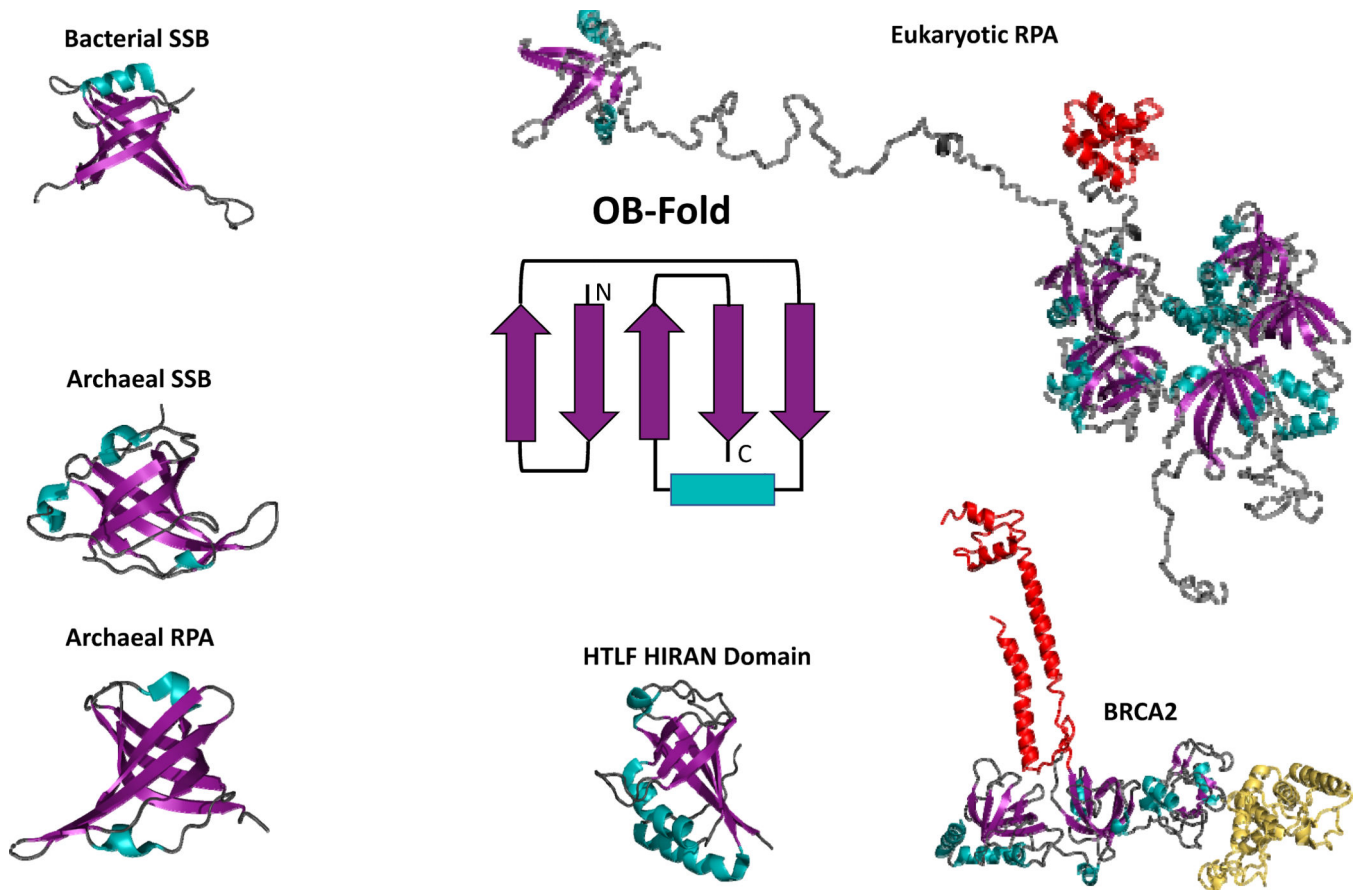 Bacterial SSB
Eukaryotic RPA
OB-Fold
N
C
Archaeal SSB
Archaeal RPA
HTLF HIRAN Domain
BRCA2